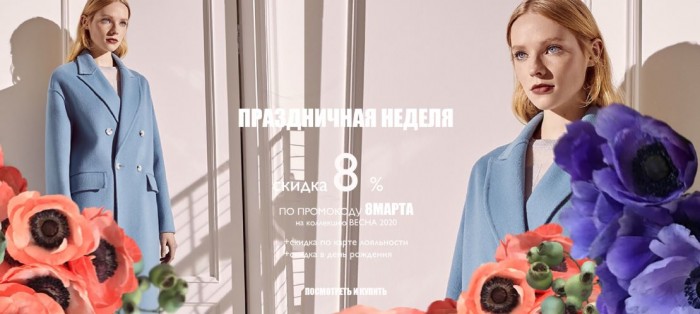 ПРАЗДНИЧНАЯ НЕДЕЛЯ
скидка 8 %
ПО ПРОМОКОДУ 8МАРТА
на коллекцию ВЕСНА 2020
+скидка по карте лояльности
+скидка в день рождения
ПОСМОТРЕТЬ И КУПИТЬ